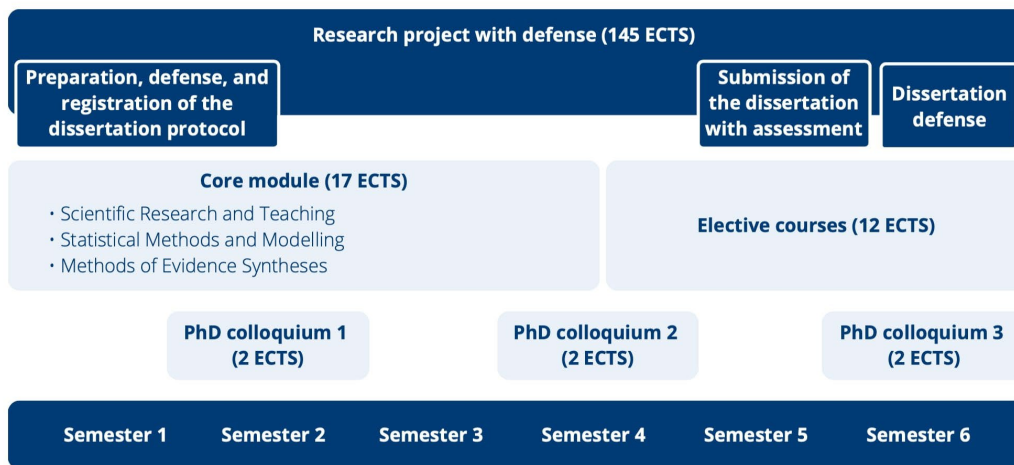 Research project with defense (145 ECTS)
Preparation, defense, and
registration of the
dissertation protocol
Submission of
the dissertation
with assessment
Dissertation
defense
Core module (17 ECTS)
• Scientific Research and Teaching
• Statistical Methods and Modelling
• Methods of Evidence Syntheses
Elective courses (12 ECTS)
PhD colloquium 1
(2 ECTS)
PhD colloquium 2
(2 ECTS)
PhD colloquium 3
(2 ECTS)
Semester 1
Semester 2
Semester 3
Semester 4
Semester 5
Semester 6